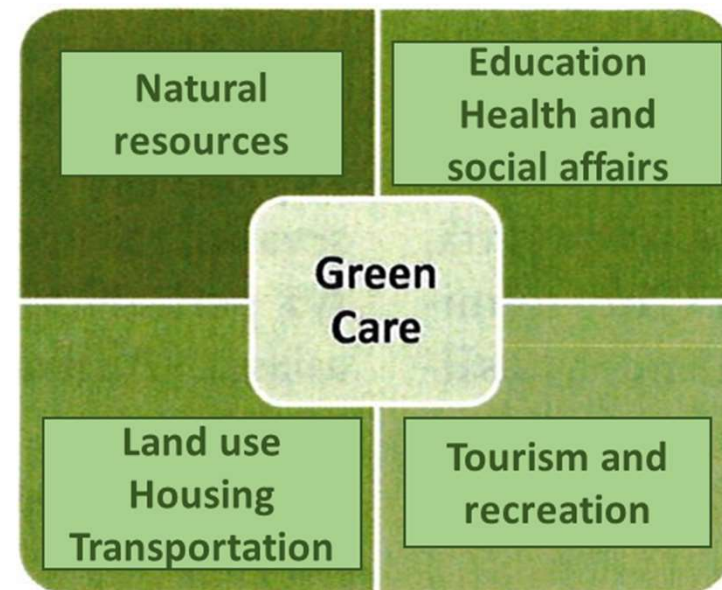 Natural
resources
Education
Health and
social affairs
Green
Care
Land use
Housing
Transportation
Tourism and
recreation